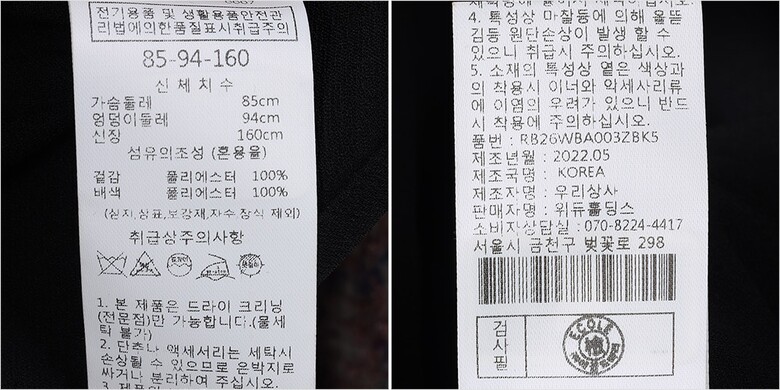 전기용품 및 생활용품안전관
리법에의한품질표시취급주의
85-94-160
신 체 치 수
가슴둘레 85cm
엉덩이둘레 94cm
신장 160cm
섬유의조성 (혼용율)
겉감 폴리에스터 100%
배색 폴리에스터 100%
(심지,상표,보강재,자수 장식 제외)
취급상주의사항
1. 본 제품은 드라이 크리닝
(전문점)만 가능합니다.(물세
탁 불가)
2. 단추나 액세서리는 세탁시
손상될 수 있으므로 은박지로
싸거나 분리하여 주십시오.
4. 특성상 마찰등에 의해 올뜯
김등 원단손상이 발생 할 수
있으니 취급시 주의하십시오.
5. 소재의 특성상 옅은 색상과
의 착용시 이너와 악세사리류
에 이염의 우려가 있으니 반드
시 착용에 주의하십시오.
품번 : RB26WBA003ZBK5
제조년월 : 2022.05
제조국명 : KOREA
제조자명 : 우리상사
판매자명 : 위듀홀딩스
소비자상담실 : 070-8224-4417
서울시 금천구 벚꽃로 298
검사필
ECOLE